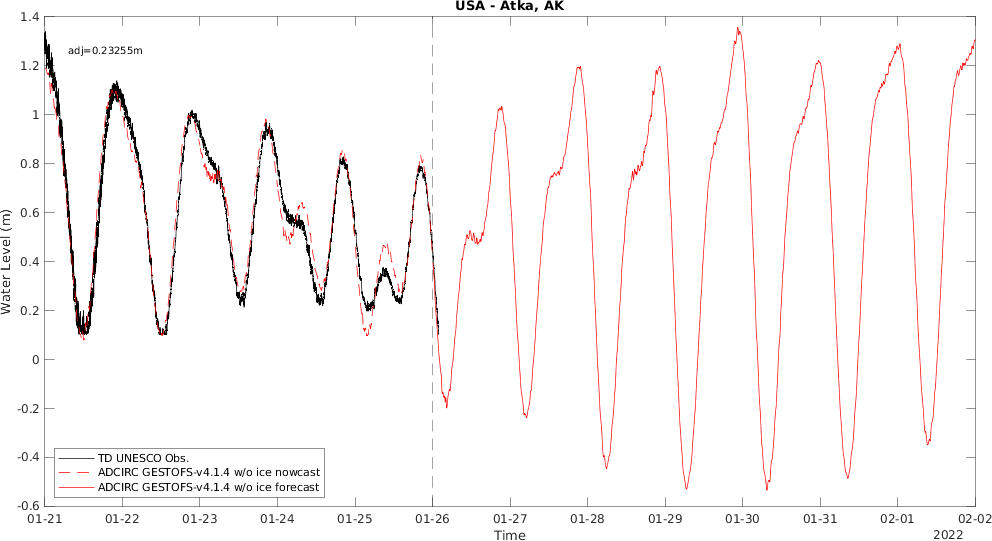 USA - Atka, AK
adj=0.23255m
1.4
1.2
1
0.8
0.6
0.4
0.2
0
-0.2
-0.4
-0.6
Water Level (m)
TD UNESCO Obs.
ADCIRC GESTOFS-v4.1.4 w/o ice nowcast
ADCIRC GESTOFS-v4.1.4 w/o ice forecast
01-21 01-22 01-23 01-24 01-25 01-26 01-27 01-28 01-29 01-30 01-31 02-01 02-02
Time
2022